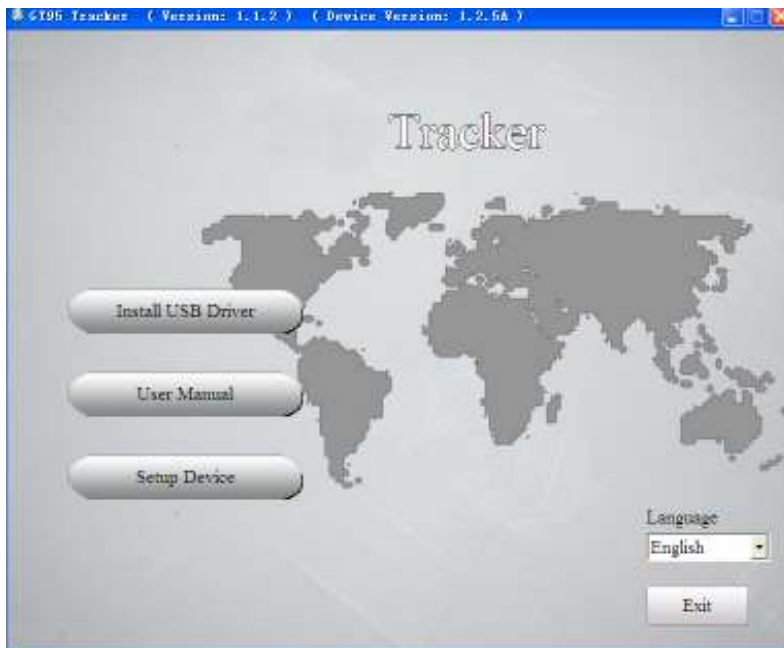 GT95 Tracker ( Version: 1.1.2 ) ( Device Version: 1.2.5A )
Tracker
Install USB Driver
User Manual
Setup Device
Language
English
Exit